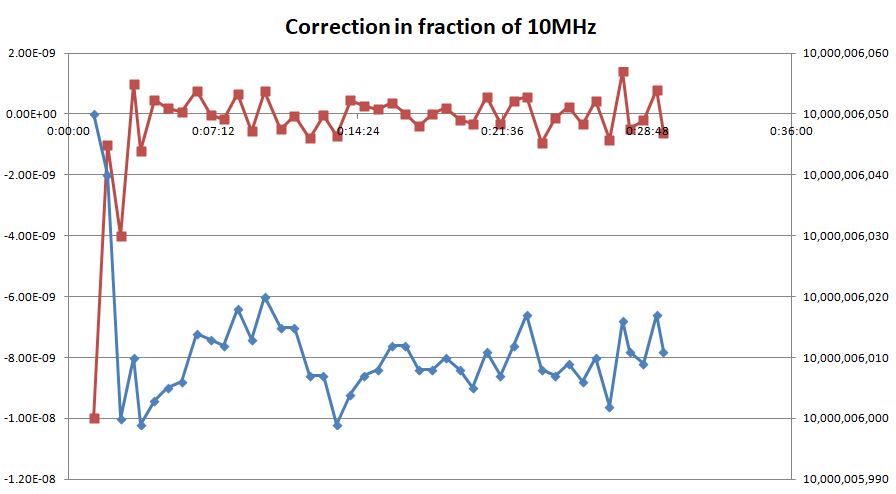 Correction in fraction of 10MHz
2.00E-09 10,000,006,060
0.00E+00 10,000,006,050
0:00:00 0:07:12 0:14:24 0:21:36 0:28:48 0:36:00
-2.00E-09 10,000,006,040
-4.00E-09 10,000,006,030
-6.00E-09 10,000,006,020
-8.00E-09 10,000,006,010
-1.00E-08 10,000,006,000
-1.20E-08 10,000,005,990